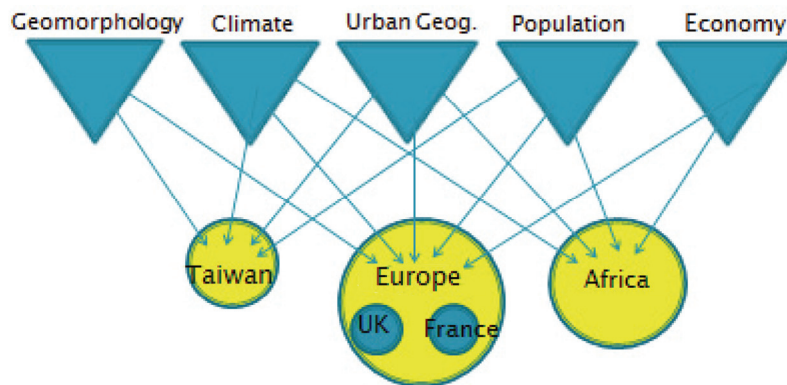 Geomorphology Climate Urban Geog. Population Economy
Taiwan Europe Africa
UK France